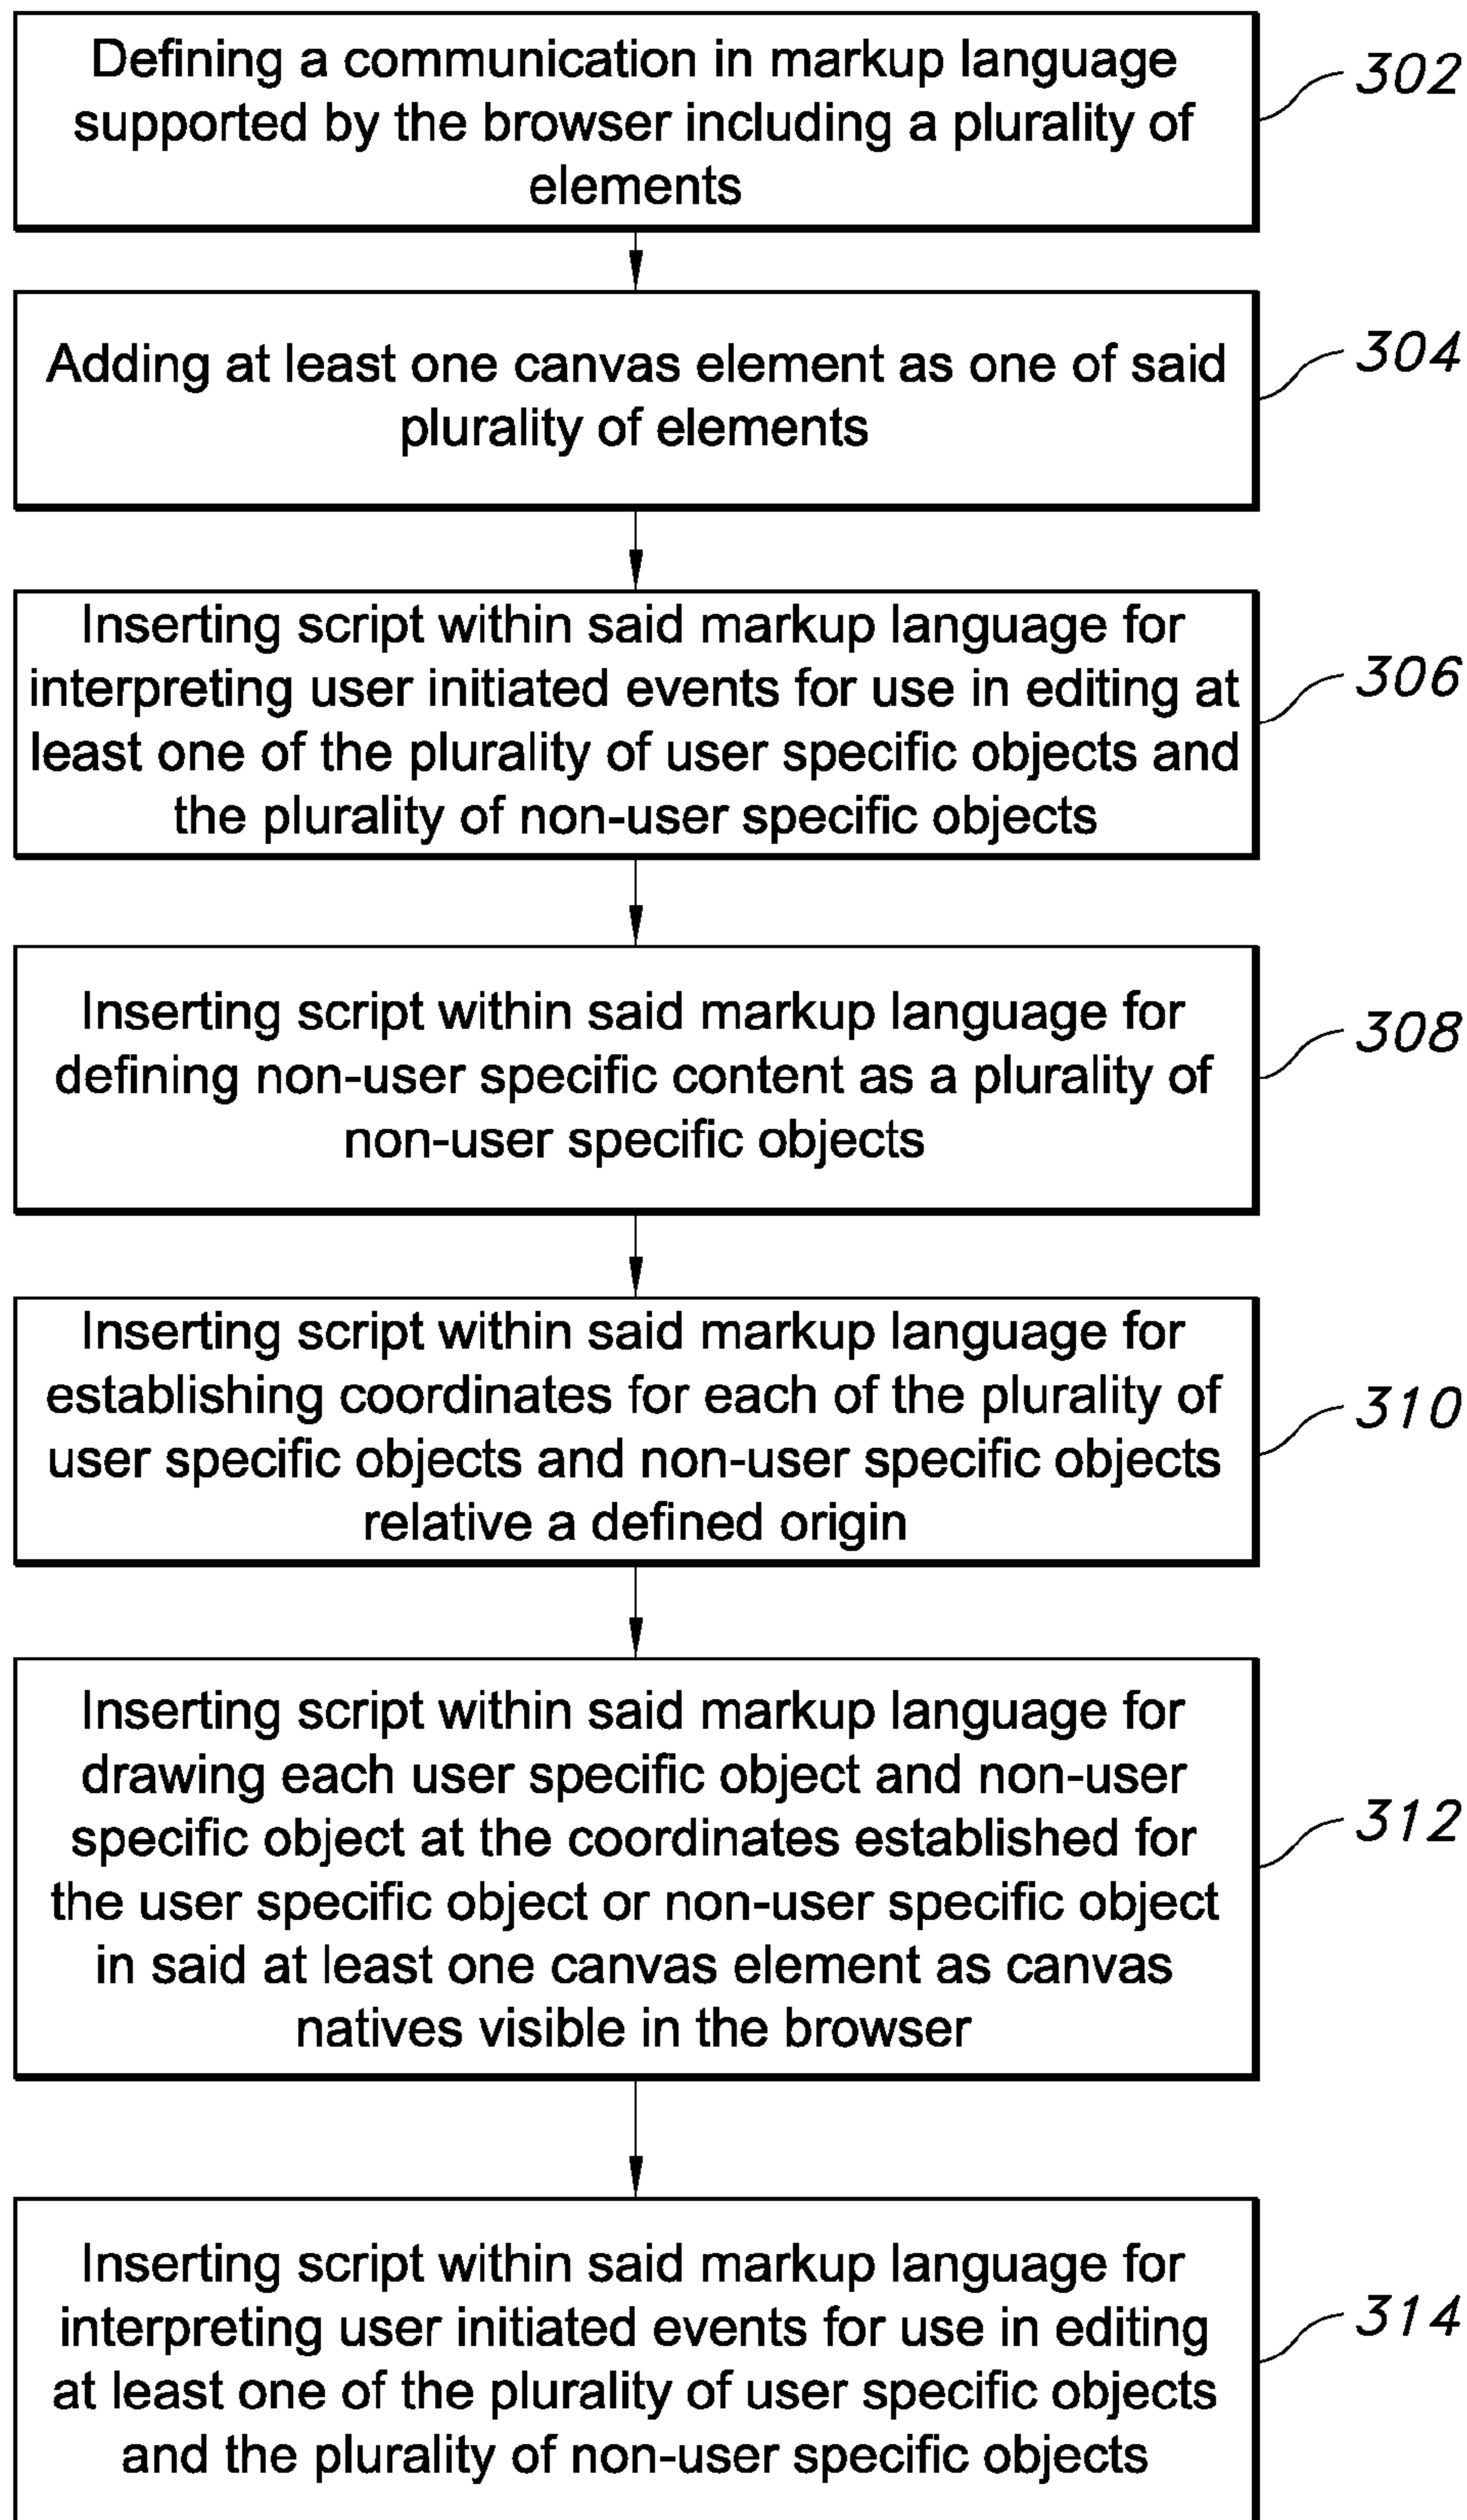 Defining a communication in markup language
302
supported by the browser including a plurality of
elements
Adding at least one canvas element as one of said
304
plurality of elements
Inserting script within said markup language for
interpreting user initiated events for use in editing at
306
least one of the plurality of user specific objects and
the plurality of non-user specific objects
Inserting script within said markup language for
308
defining non-user specific content as a plurality of
non-user specific objects
Inserting script within said markup language for
establishing coordinates for each of the plurality of
310
user specific objects and non-user specific objects
relative a defined origin
Inserting script within said markup language for
drawing each user specific object and non-user
specific object at the coordinates established for
312
the user specific object or non-user specific object
in said at least one canvas element as canvas
natives visible in the browser
Inserting script within said markup language for
interpreting user initiated events for use in editing
314
at least one of the plurality of user specific objects
and the plurality of non-user specific objects